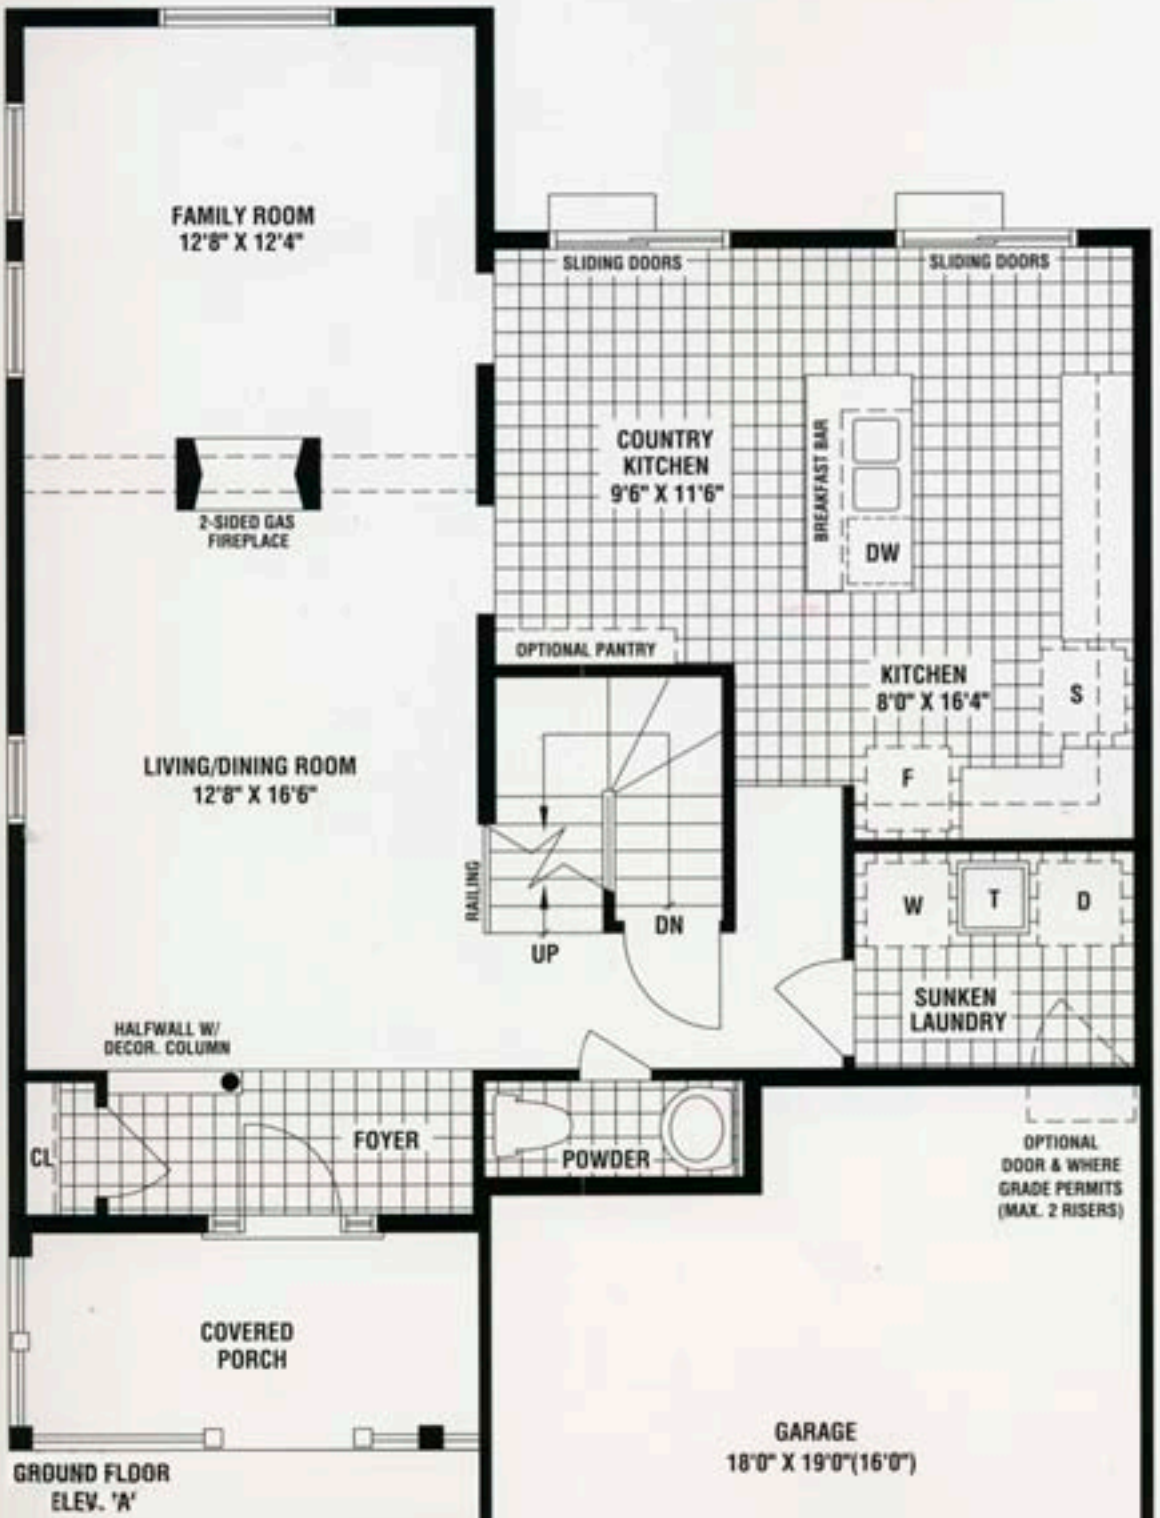 FAMILY ROOM
12'8" X 12'4"
SLIDING DOORS
SLIDING DOORS
COUNTRY
KITCHEN
9'6" X 11'6"
BREAKFAST BAR
DW
2-SIDED GAS
FIREPLACE
OPTIONAL PANTRY
KITCHEN
8'0" X 16'4"
S
F
LIVING/DINING ROOM
12'8" X 16'6"
RAILING
UP
DN
W
T
D
SUNKEN
LAUNDRY
HALFWALL W/
DECOR. COLUMN
CL
FOYER
POWDER
OPTIONAL
DOOR & WHERE
GRADE PERMITS
(MAX. 2 RISERS)
COVERED
PORCH
GARAGE
18'0" X 19'0"(16'0")
GROUND FLOOR
ELEV. 'A'